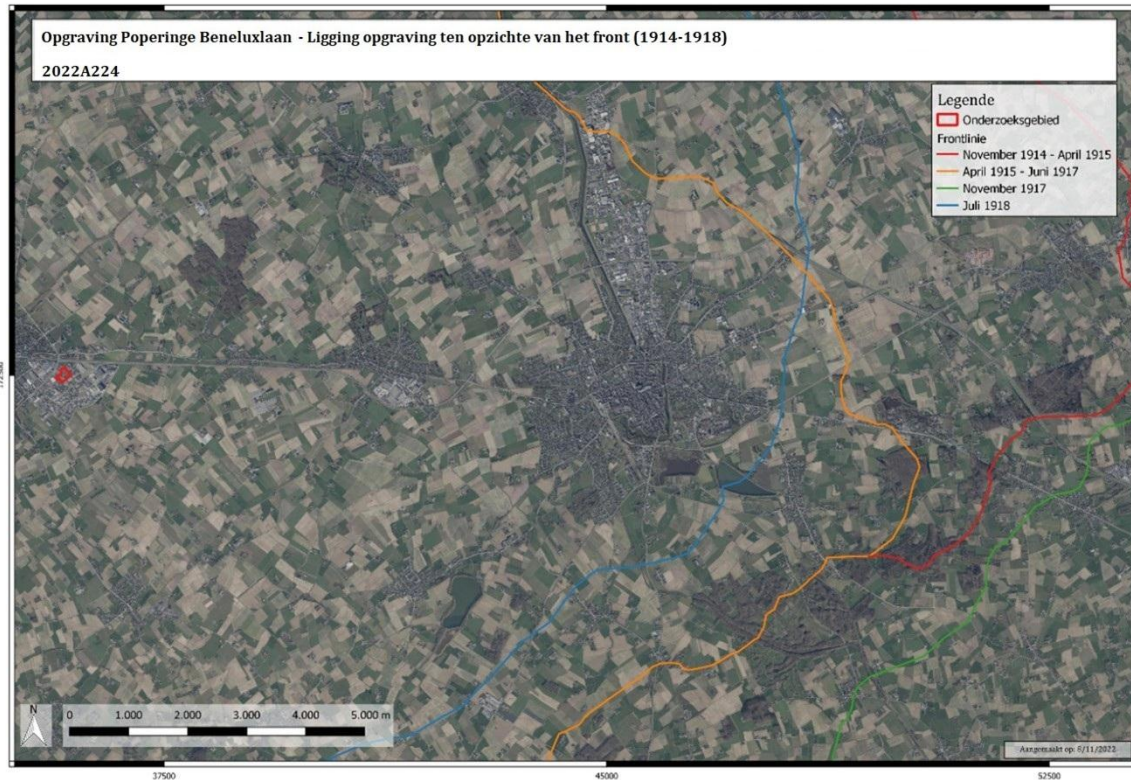 Opgraving Poperinge Beneluxlaan - Ligging opgraving ten opzichte van het front (1914-1918)
2022A224
Legende
Onderzoeksgebied
Frontlinie
November 1914 - April 1915
April 1915 - Juni 1917
November 1917
Juli 1918
N
0 1.000 2.000 3.000 4.000 5.000 m
Aangemaakt op: 8/11/2022
37500 45000 52500